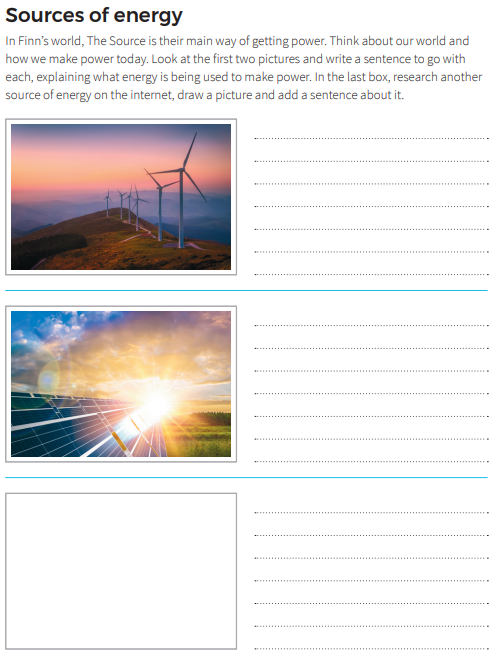 Sources of energy
In Finn’s world, The Source is their main way of getting power. Think about our world and
how we make power today. Look at the first two pictures and write a sentence to go with
each, explaining what energy is being used to make power. In the last box, research another
source of energy on the internet, draw a picture and add a sentence about it.